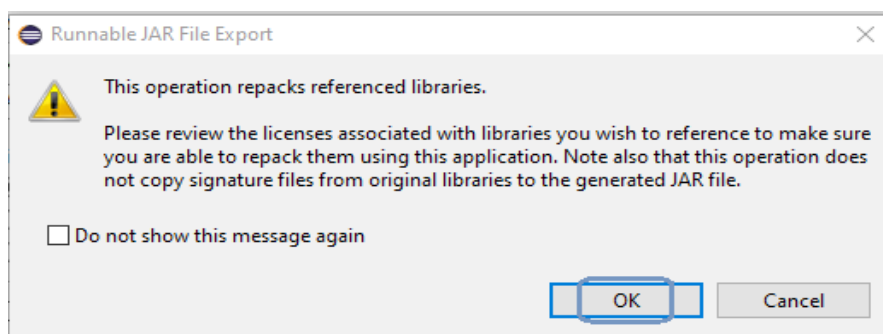 Runnable JAR File Export
This operation repacks referenced libraries.
Please review the licenses associated with libraries you wish to reference to make sure
you are able to repack them using this application. Note also that this operation does
not copy signature files from original libraries to the generated JAR file.
Do not show this message again
OK
Cancel